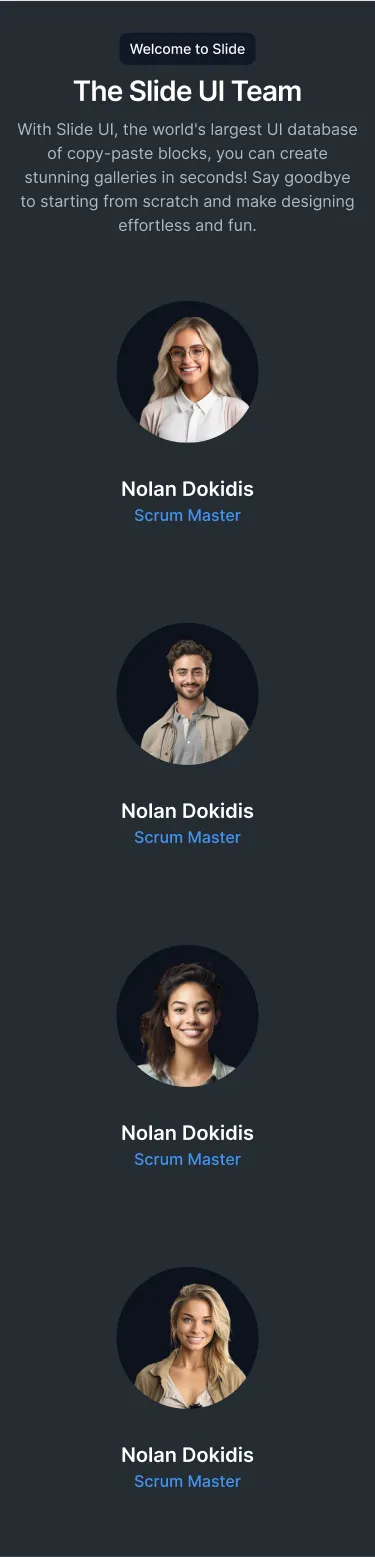 Welcome to Slide
The Slide UI Team
With Slide UI, the world's largest UI database
of copy-paste blocks, you can create
stunning galleries in seconds! Say goodbye
to starting from scratch and make designing
effortless and fun.
Nolan Dokidis
Scrum Master
Nolan Dokidis
Scrum Master
Nolan Dokidis
Scrum Master
Nolan Dokidis
Scrum Master